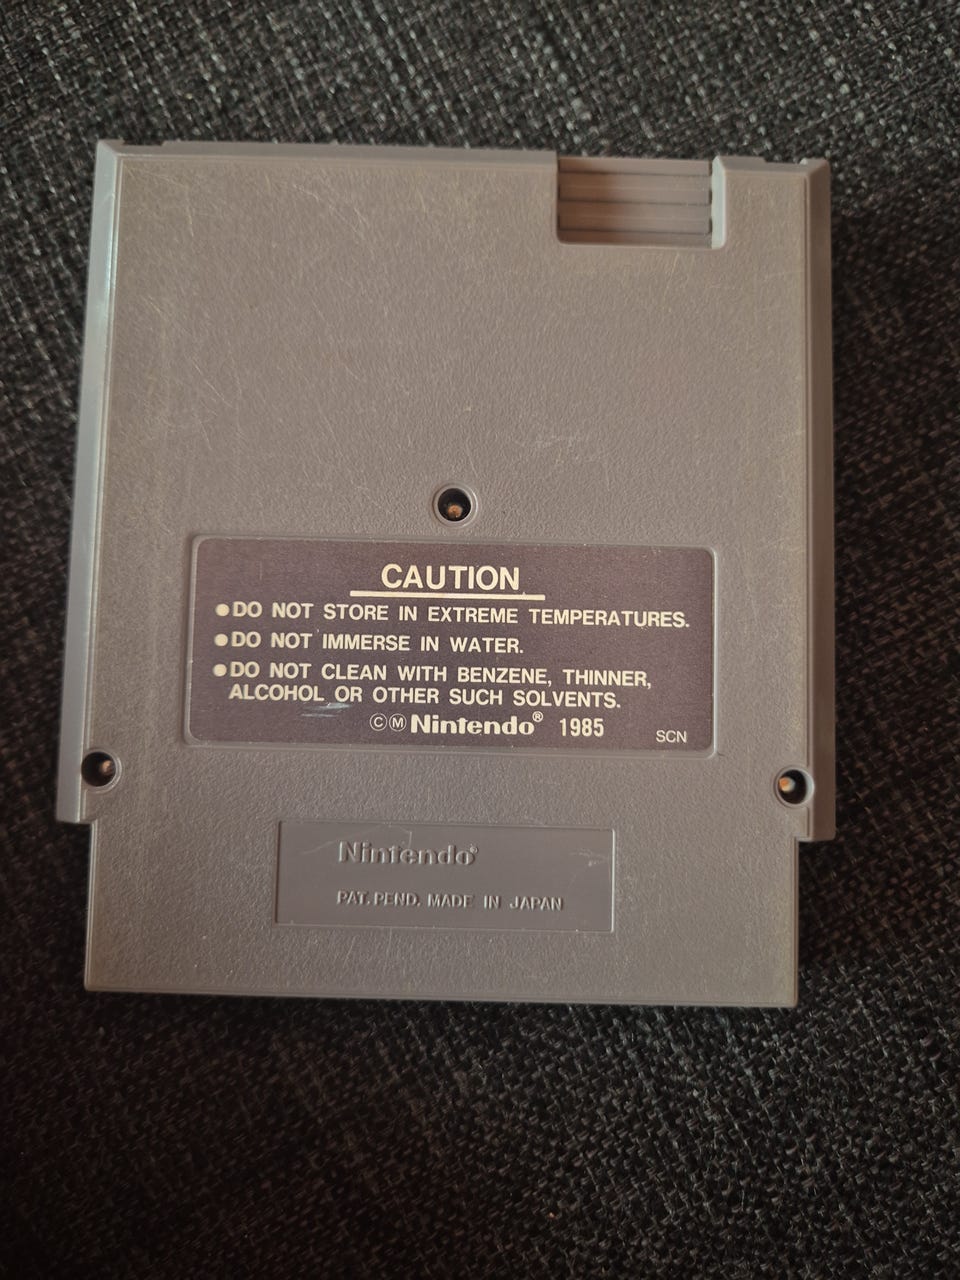 CAUTION
●DO NOT STORE IN EXTREME TEMPERATURES.
●DO NOT IMMERSE IN WATER.
●DO NOT CLEAN WITH BENZENE, THINNER,
ALCOHOL OR OTHER SUCH SOLVENTS.
ⒸⓂ Nintendo® 1985 SCN
Nintendo®
PAT. PEND. MADE IN JAPAN